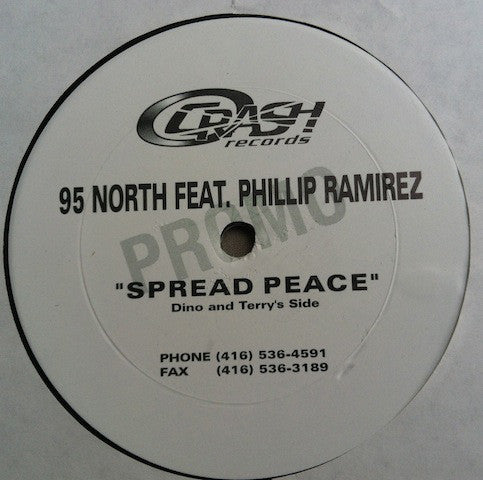 CRASH
records
95 NORTH FEAT. PHILLIP RAMIREZ
PROMO
"SPREAD PEACE"
Dino and Terry's Side
PHONE (416) 536-4591
FAX (416) 536-3189